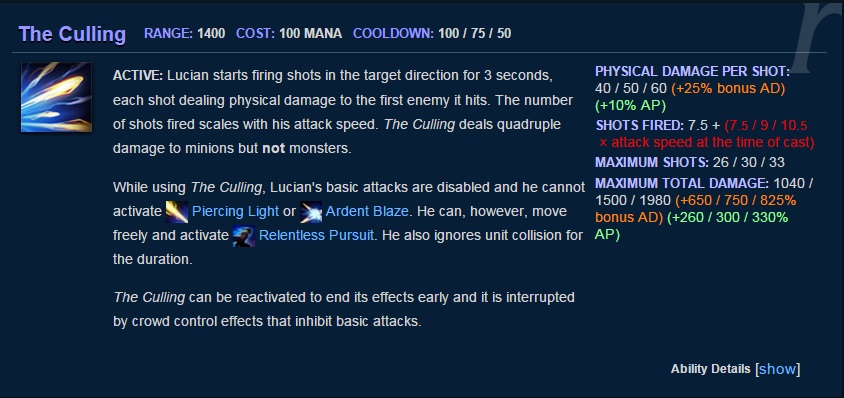 The Culling RANGE: 1400 COST: 100 MANA COOLDOWN: 100 / 75 / 50
ACTIVE: Lucian starts firing shots in the target direction for 3 seconds,
each shot dealing physical damage to the first enemy it hits. The number
of shots fired scales with his attack speed. The Culling deals quadruple
damage to minions but not monsters.
While using The Culling, Lucian's basic attacks are disabled and he cannot
activate Piercing Light or Ardent Blaze. He can, however, move
freely and activate Relentless Pursuit. He also ignores unit collision for
the duration.
The Culling can be reactivated to end its effects early and it is interrupted
by crowd control effects that inhibit basic attacks.
PHYSICAL DAMAGE PER SHOT:
40 / 50 / 60 (+25% bonus AD)
(+10% AP)
SHOTS FIRED: 7.5 + (7.5 / 9 / 10.5
× attack speed at the time of cast)
MAXIMUM SHOTS: 26 / 30 / 33
MAXIMUM TOTAL DAMAGE: 1040 /
1500 / 1980 (+650 / 750 / 825%
bonus AD) (+260 / 300 / 330%
AP)
Ability Details [show]
r